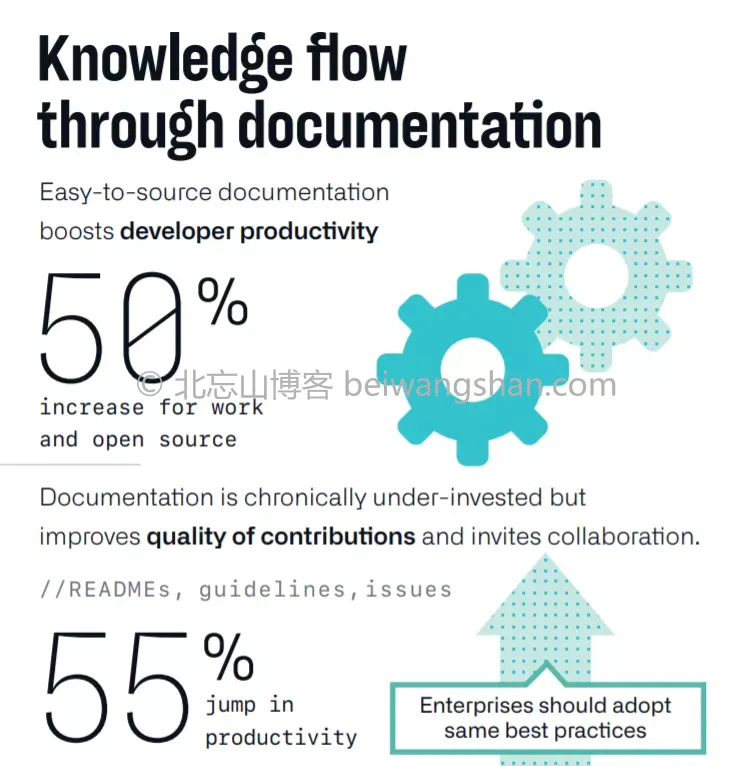 Knowledge flow
through documentation
Easy-to-source documentation
boosts developer productivity
50%
© 北忘山博客 beiwangshan.com
increase for work
and open source
Documentation is chronically under-invested but
improves quality of contributions and invites collaboration.
//READMEs, guidelines, issues
55%
jump in
productivity
Enterprises should adopt
same best practices